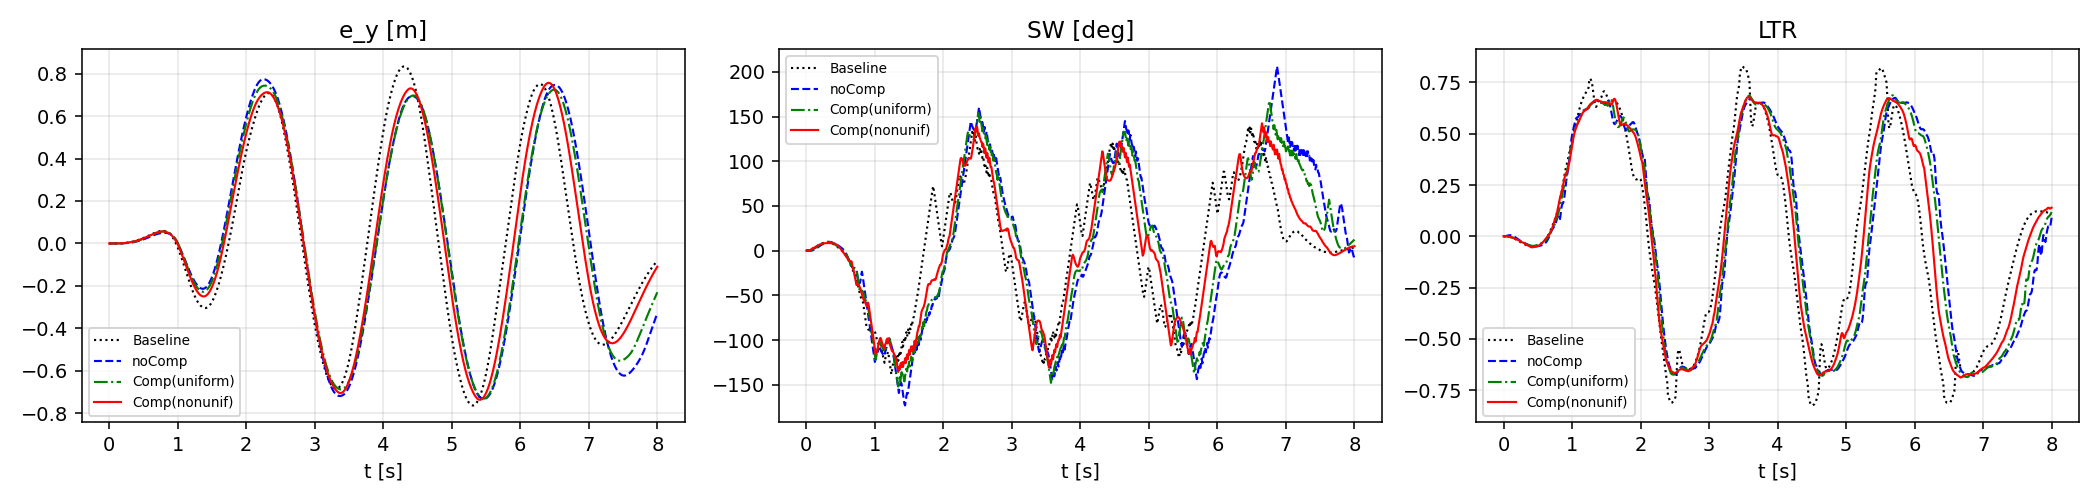 e_y [m]
0.8
0.6
0.4
0.2
0.0
−0.2
−0.4
−0.6
−0.8
Baseline
noComp
Comp(uniform)
Comp(nonunif)
0 1 2 3 4 5 6 7 8
t [s]
SW [deg]
200
150
100
50
0
−50
−100
−150
Baseline
noComp
Comp(uniform)
Comp(nonunif)
0 1 2 3 4 5 6 7 8
t [s]
LTR
0.75
0.50
0.25
0.00
−0.25
−0.50
−0.75
Baseline
noComp
Comp(uniform)
Comp(nonunif)
0 1 2 3 4 5 6 7 8
t [s]